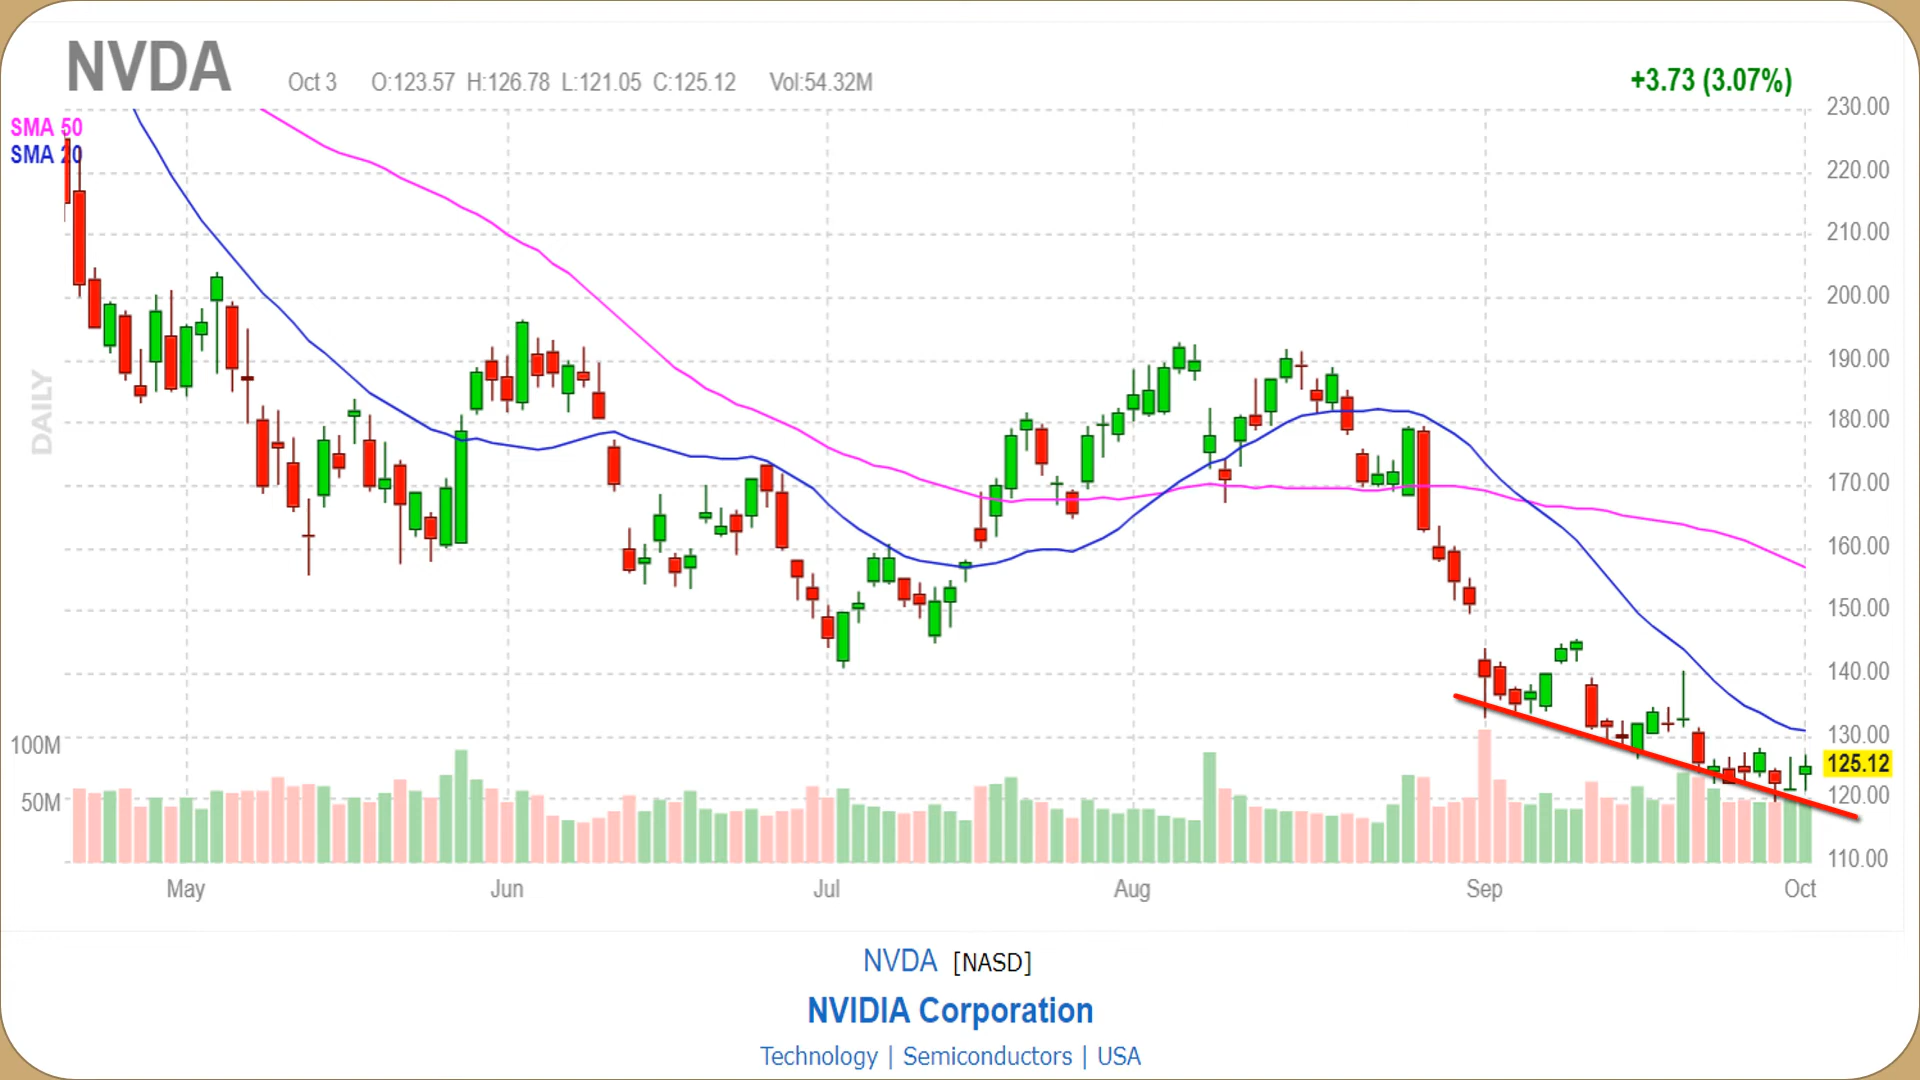 NVDA
Oct 3 O:123.57 H:126.78 L:121.05 C:125.12 Vol:54.32M
+3.73 (3.07%)
SMA 50
SMA 20
DAILY
230.00
220.00
210.00
200.00
190.00
180.00
170.00
160.00
150.00
140.00
130.00
125.12
120.00
110.00
100M
50M
May Jun Jul Aug Sep Oct
NVDA [NASD]
NVIDIA Corporation
Technology | Semiconductors | USA